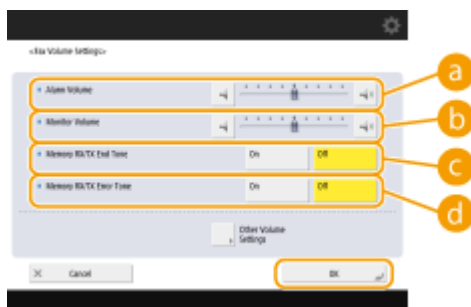 <Fax Volume Settings>
Alarm Volume
a
Monitor Volume
b
Memory RX/TX End Tone
On
Off
c
Memory RX/TX Error Tone
On
Off
d
Other Volume
Settings
Cancel
OK